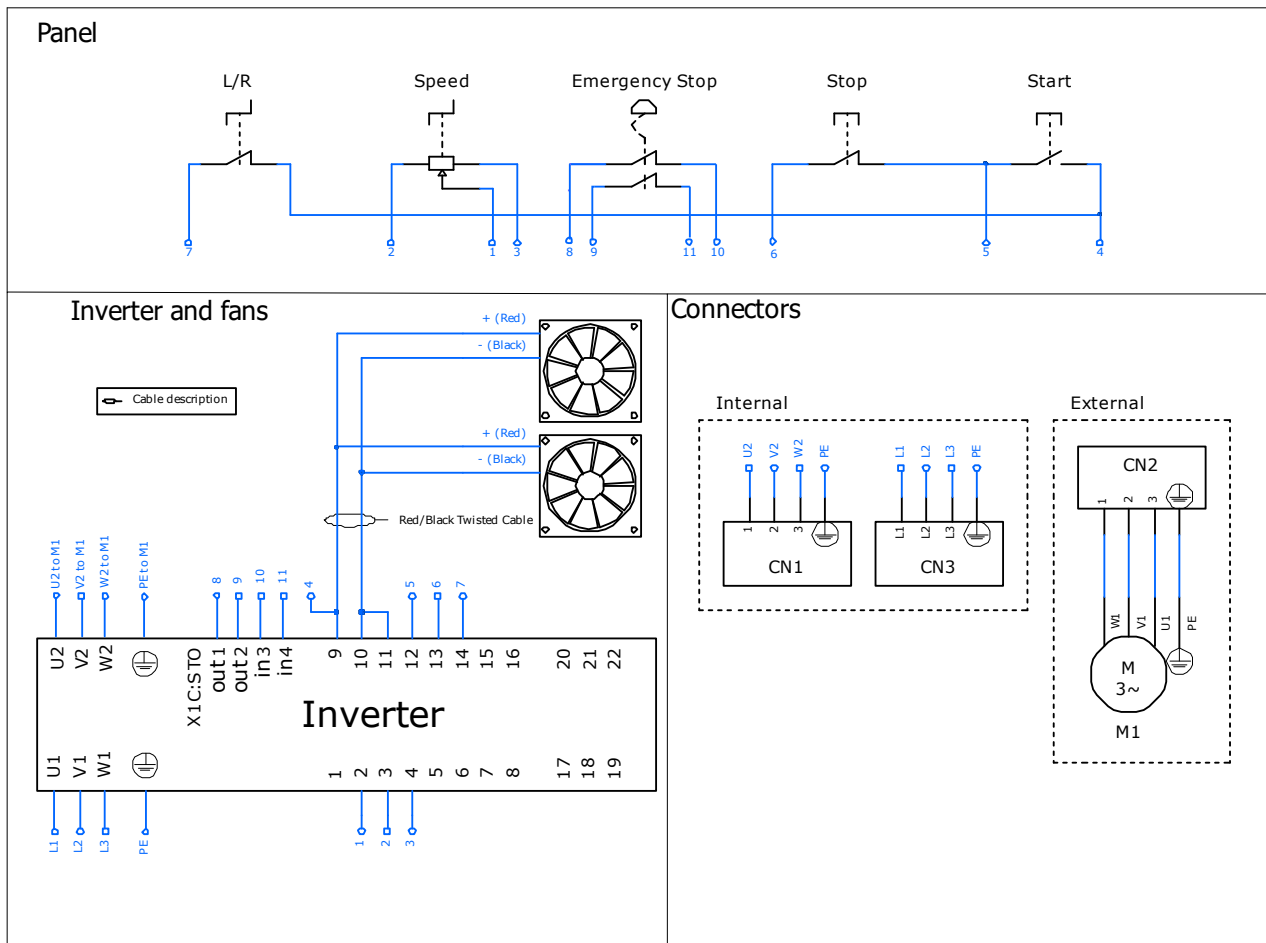 Panel
L/R
Speed
Emergency Stop
Stop
Start
7
2
1
3
8
9
11
10
6
5
4
Inverter and fans
+ (Red)
- (Black)
Cable description
+ (Red)
- (Black)
Red/Black Twisted Cable
U2 to M1
V2 to M1
W2 to M1
PE to M1
8
9
10
11
4
5
6
7
U2
V2
W2
X1C:STO
out1
out2
in3
in4
9
10
11
12
13
14
15
16
20
21
22
Inverter
U1
V1
W1
1
2
3
4
5
6
7
8
17
18
19
L1
L2
L3
PE
1
2
3
Connectors
Internal
U2
V2
W2
PE
1
2
3
CN1
L1
L2
L3
PE
L1
L2
L3
CN3
External
CN2
1
2
3
W1
V1
U1
PE
M
3~
M1